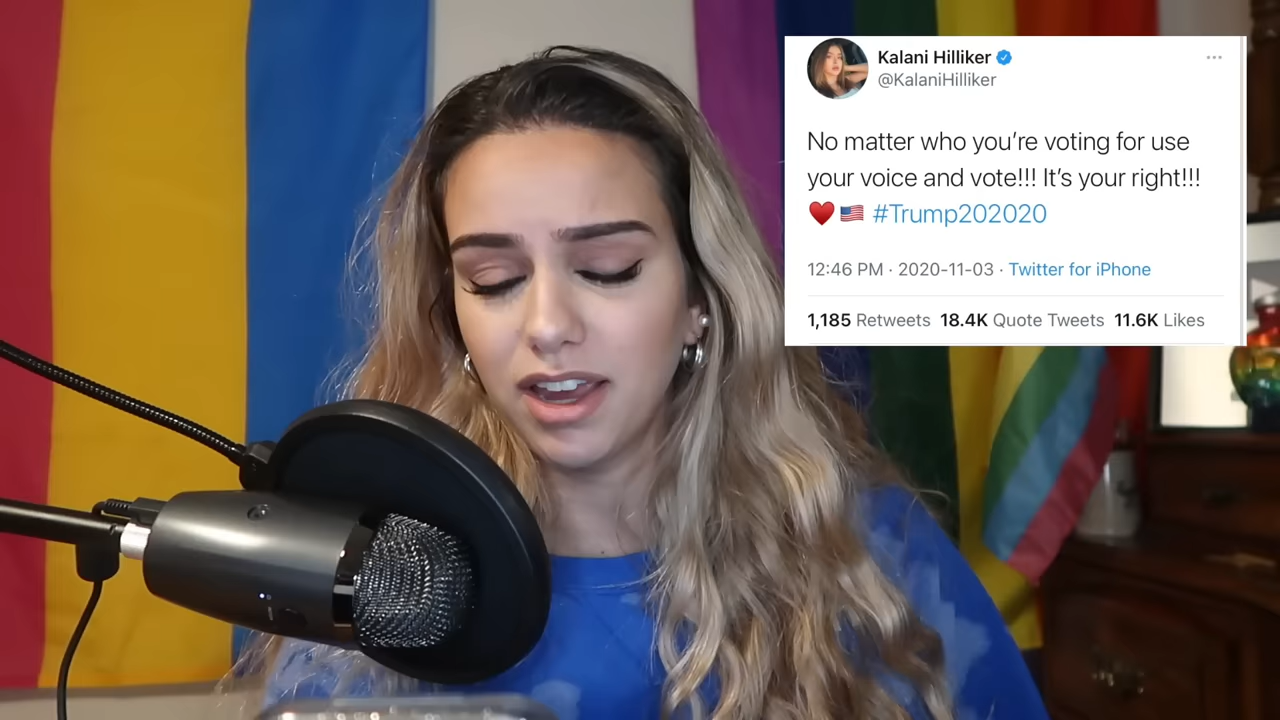 Kalani Hilliker
@KalaniHilliker
No matter who you’re voting for use
your voice and vote!!! It’s your right!!!
❤️🇺🇸 #Trump202020
12:46 PM · 2020-11-03 · Twitter for iPhone
1,185 Retweets 18.4K Quote Tweets 11.6K Likes